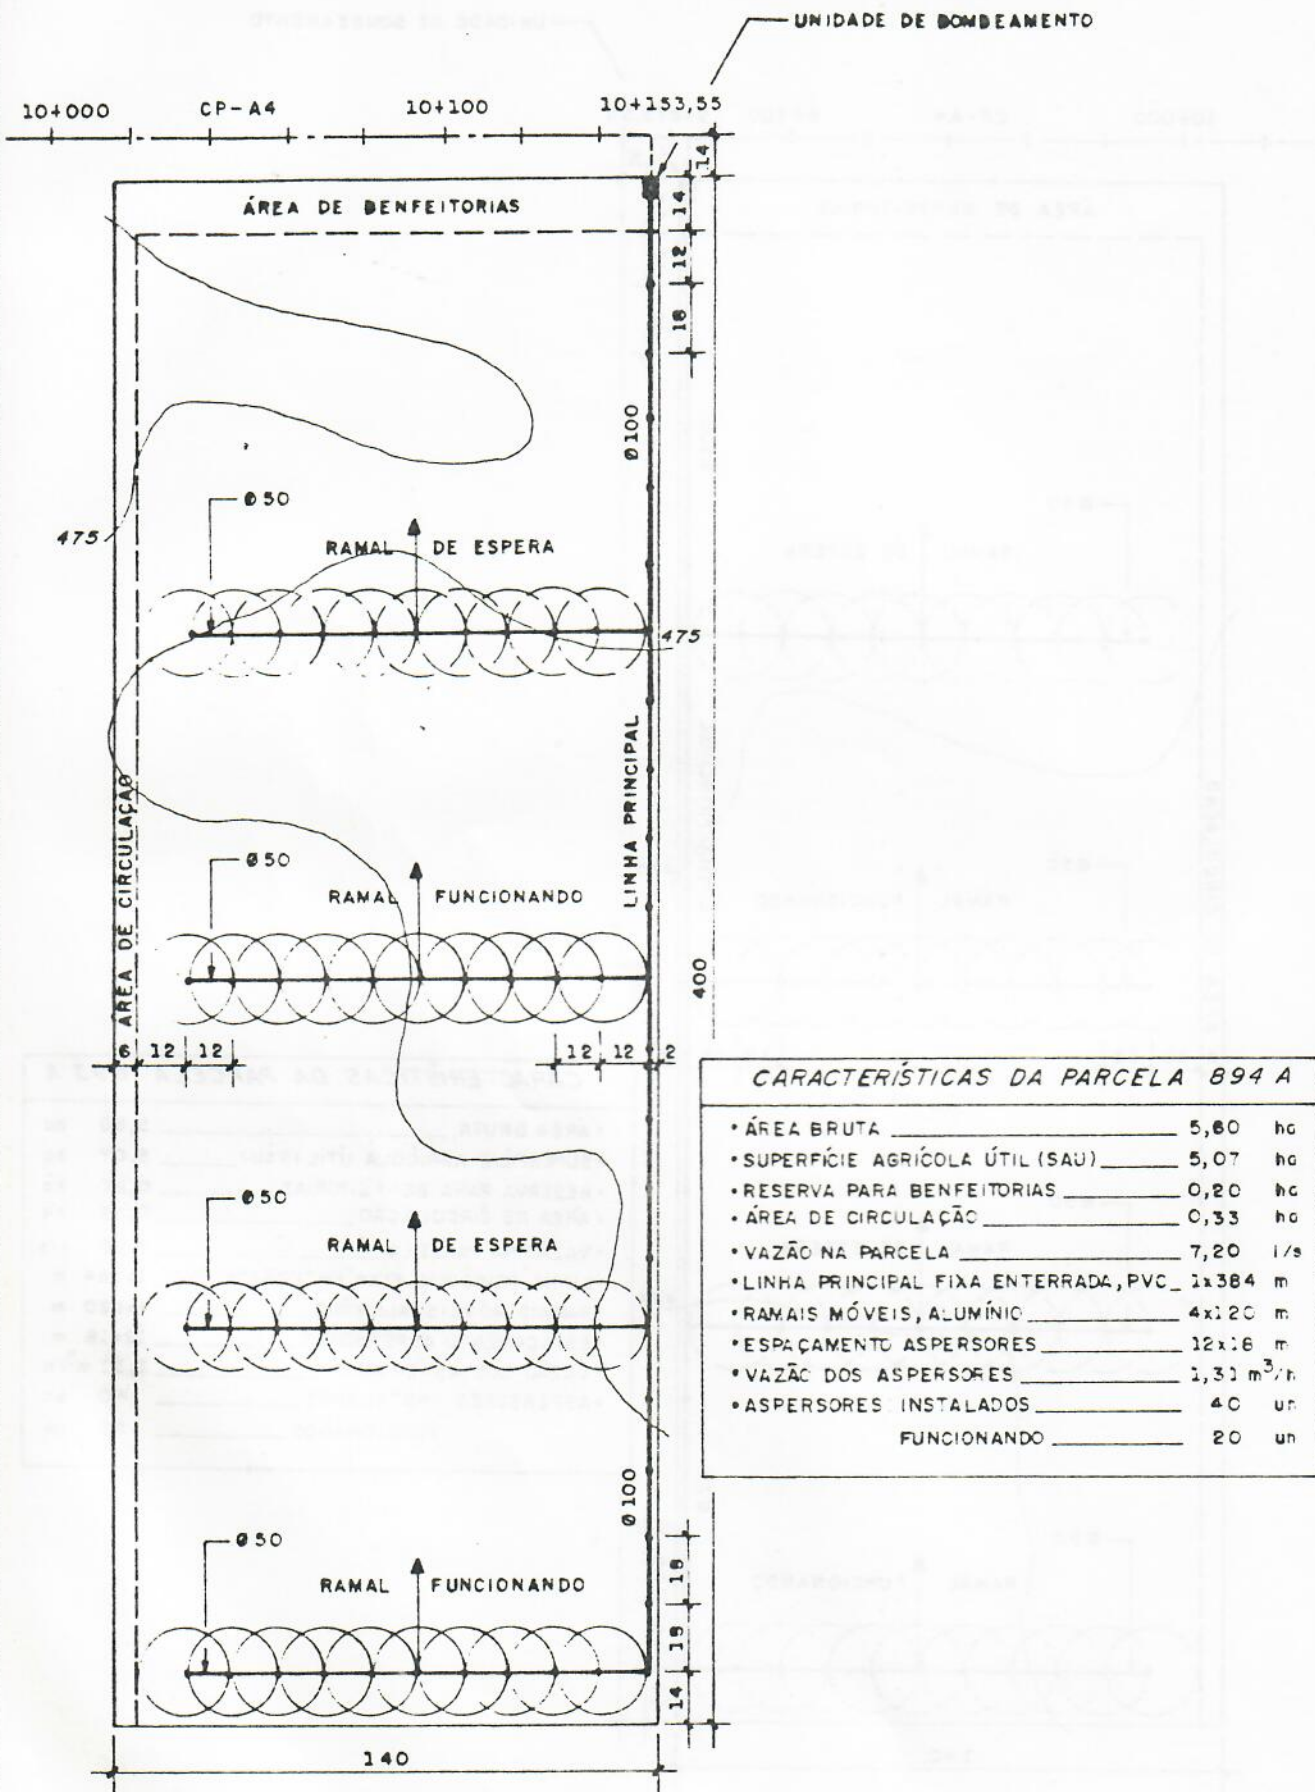 UNIDADE DE BOMBEAMENTO
10+000 CP-A4 10+100 10+153,55
14
ÁREA DE BENFEITORIAS
14
12
18
Ø100
Ø50
475
RAMAL DE ESPERA
475
ÁREA DE CIRCULAÇÃO
LINHA PRINCIPAL
Ø50
RAMAL FUNCIONANDO
400
6 12 12 12 12 2
Ø50
RAMAL DE ESPERA
Ø100
Ø50
RAMAL FUNCIONANDO
18
18
14
140
CARACTERÍSTICAS DA PARCELA 894 A
•ÁREA BRUTA 5,60 ha
•SUPERFÍCIE AGRÍCOLA ÚTIL (SAU) 5,07 ha
•RESERVA PARA BENFEITORIAS 0,20 ha
•ÁREA DE CIRCULAÇÃO 0,33 ha
•VAZÃO NA PARCELA 7,20 l/s
•LINHA PRINCIPAL FIXA ENTERRADA, PVC 1x384 m
•RAMAIS MÓVEIS, ALUMÍNIO 4x120 m
•ESPAÇAMENTO ASPERSORES 12x18 m
•VAZÃO DOS ASPERSORES 1,31 m³/h
•ASPERSORES INSTALADOS 40 un
FUNCIONANDO 20 un